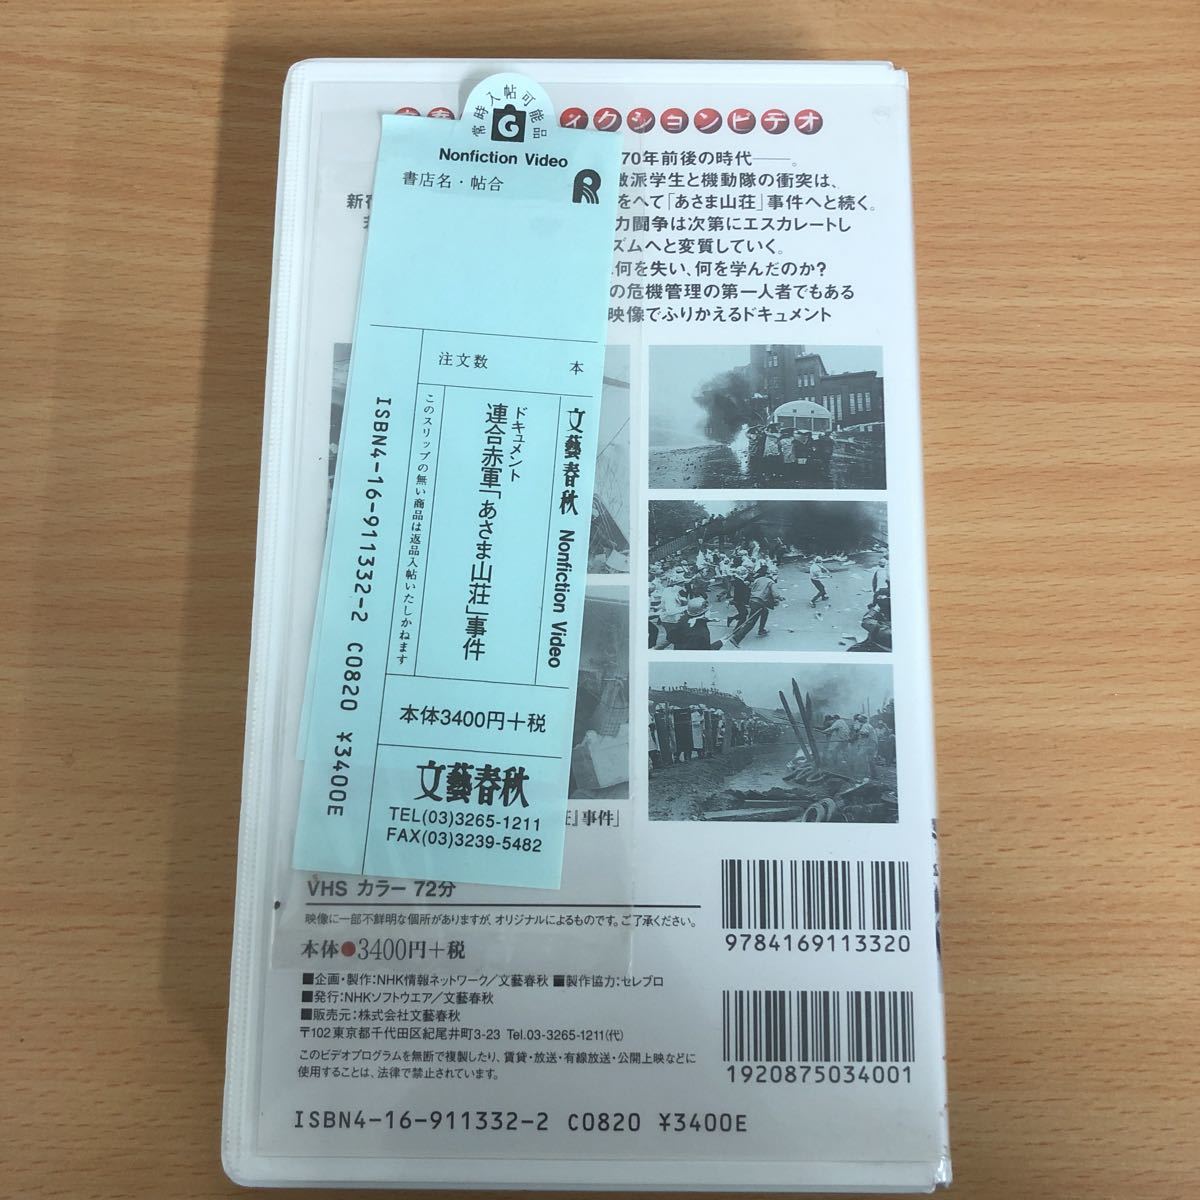 ィクションビデオ
70年前後の時代――。
派学生と機動隊の衝突は、
をへて「あさま山荘」事件へと続く。
力闘争は次第にエスカレートし
ズムへと変質していく。
何を失い、何を学んだのか?
の危機管理の第一人者でもある
映像でふりかえるドキュメント
常時入帖可能品
G
Nonfiction Video
書店名・帖合
R
注文数 本
文藝春秋 Nonfiction Video
ドキュメント
連合赤軍「あさま山荘」事件
このスリップの無い商品は返品入帖いたしかねます
本体3400円+税
文藝春秋
TEL(03)3265-1211
FAX(03)3239-5482
ISBN4-16-911332-2 C0820 ¥3400E
』事件」
VHS カラー 72分
映像に一部不鮮明な個所がありますが、オリジナルによるものです。ご了承ください。
本体●3400円+税
■企画・製作:NHK情報ネットワーク/文藝春秋 ■製作協力:セレブロ
■発行:NHKソフトウエア/文藝春秋
■販売元:株式会社文藝春秋
〒102 東京都千代田区紀尾井町3-23 Tel.03-3265-1211(代)
このビデオプログラムを無断で複製したり、賃貸・放送・有線放送・公開上映などに
使用することは、法律で禁止されています。
9784169113320
1920875034001
ISBN4-16-911332-2 C0820 ¥3400E